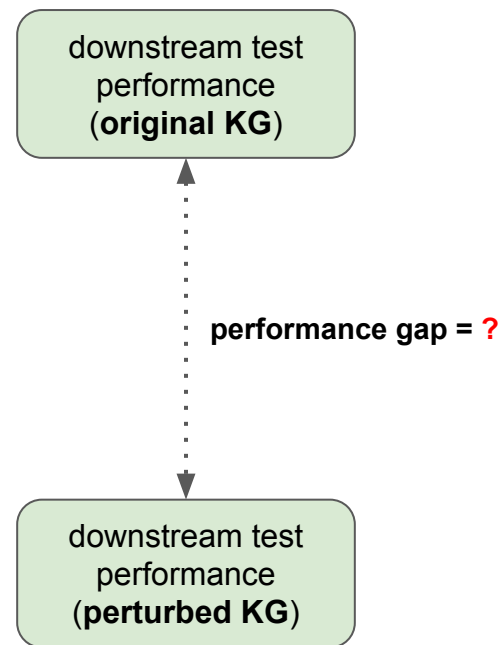 downstream test
performance
(original KG)
performance gap = ?
downstream test
performance
(perturbed KG)